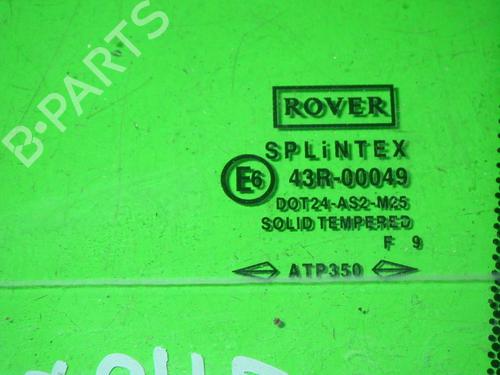 B-PARTS
ROVER
SPLiNTEX
E6 43R-00049
DOT24-AS2-M25
SOLID TEMPERED
F 9
ATP350